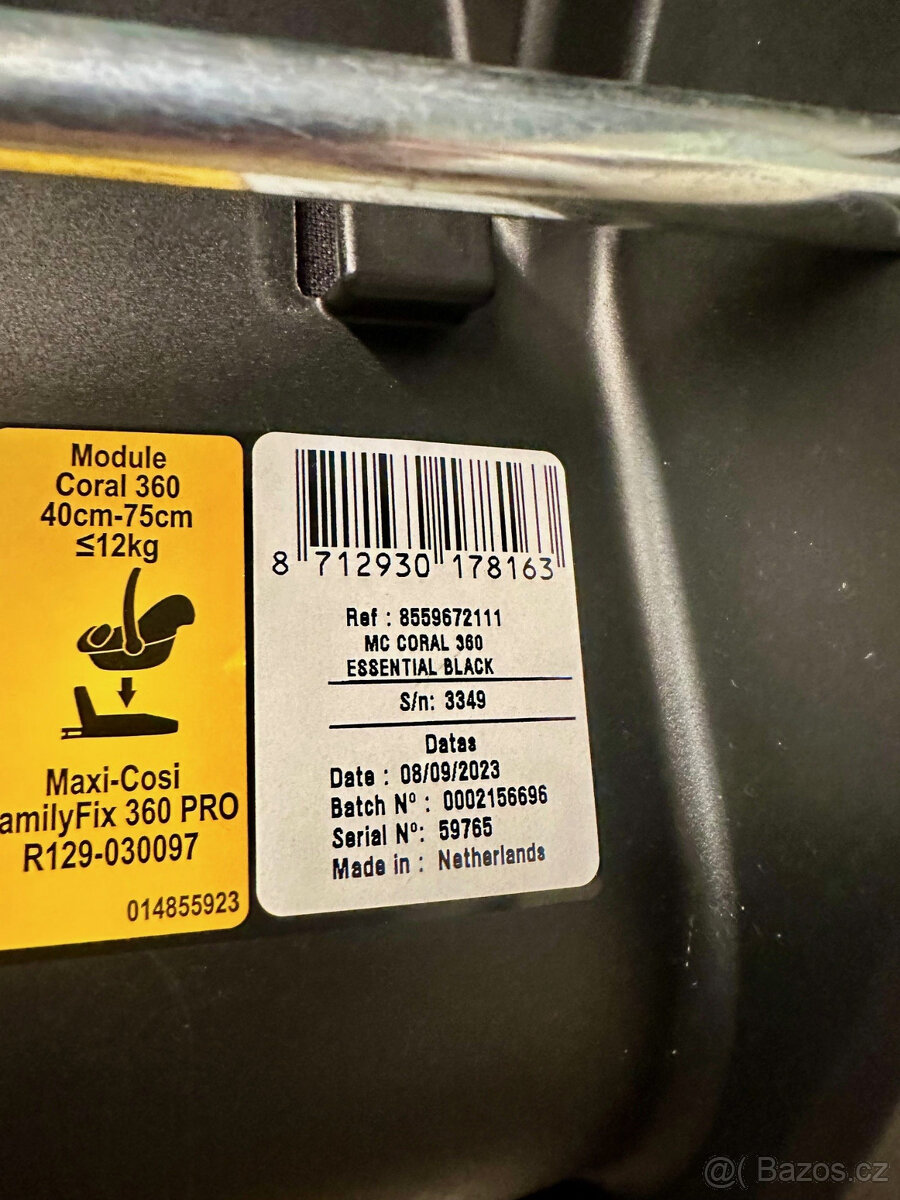 Module
Coral 360
40cm-75cm
≤12kg
Maxi-Cosi
amilyFix 360 PRO
R129-030097
014855923
8 712930 178163
Ref : 8559672111
MC CORAL 360
ESSENTIAL BLACK
S/n: 3349
Datas
Date : 08/09/2023
Batch Nº : 0002156696
Serial Nº: 59765
Made in : Netherlands
@( Bazos.cz